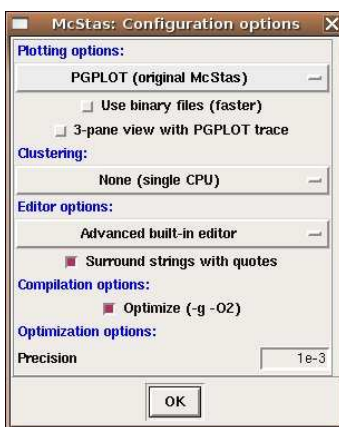 McStas: Configuration options
Plotting options:
PGPLOT (original McStas)
Use binary files (faster)
3-pane view with PGPLOT trace
Clustering:
None (single CPU)
Editor options:
Advanced built-in editor
Surround strings with quotes
Compilation options:
Optimize (-g -O2)
Optimization options:
Precision 1e-3
OK